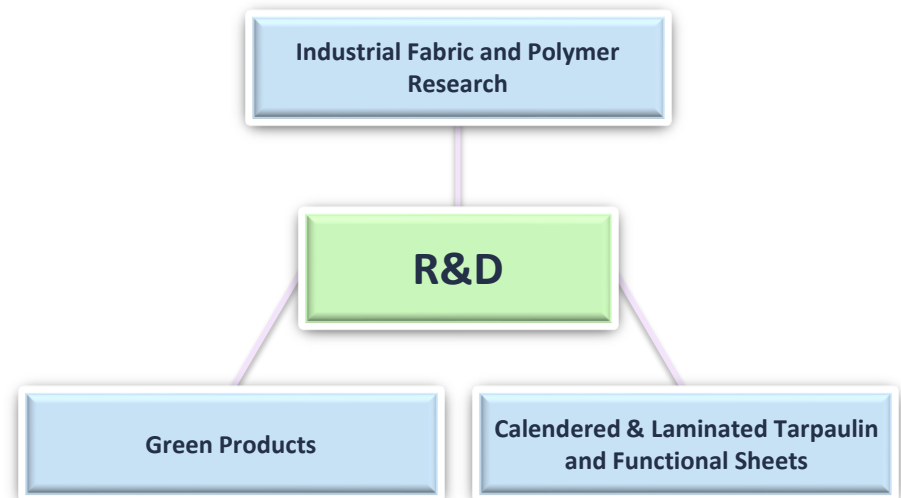 Industrial Fabric and Polymer
Research
R&D
Green Products
Calendered & Laminated Tarpaulin
and Functional Sheets